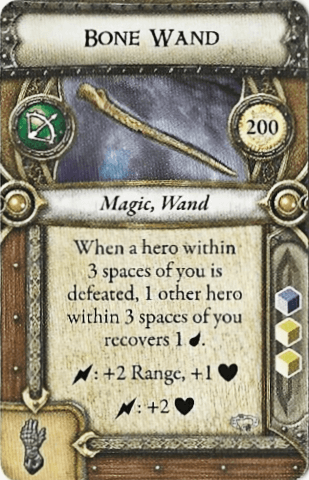 BONE WAND
200
Magic, Wand
When a hero within
3 spaces of you is
defeated, 1 other hero
within 3 spaces of you
recovers 1 .
: +2 Range, +1
: +2